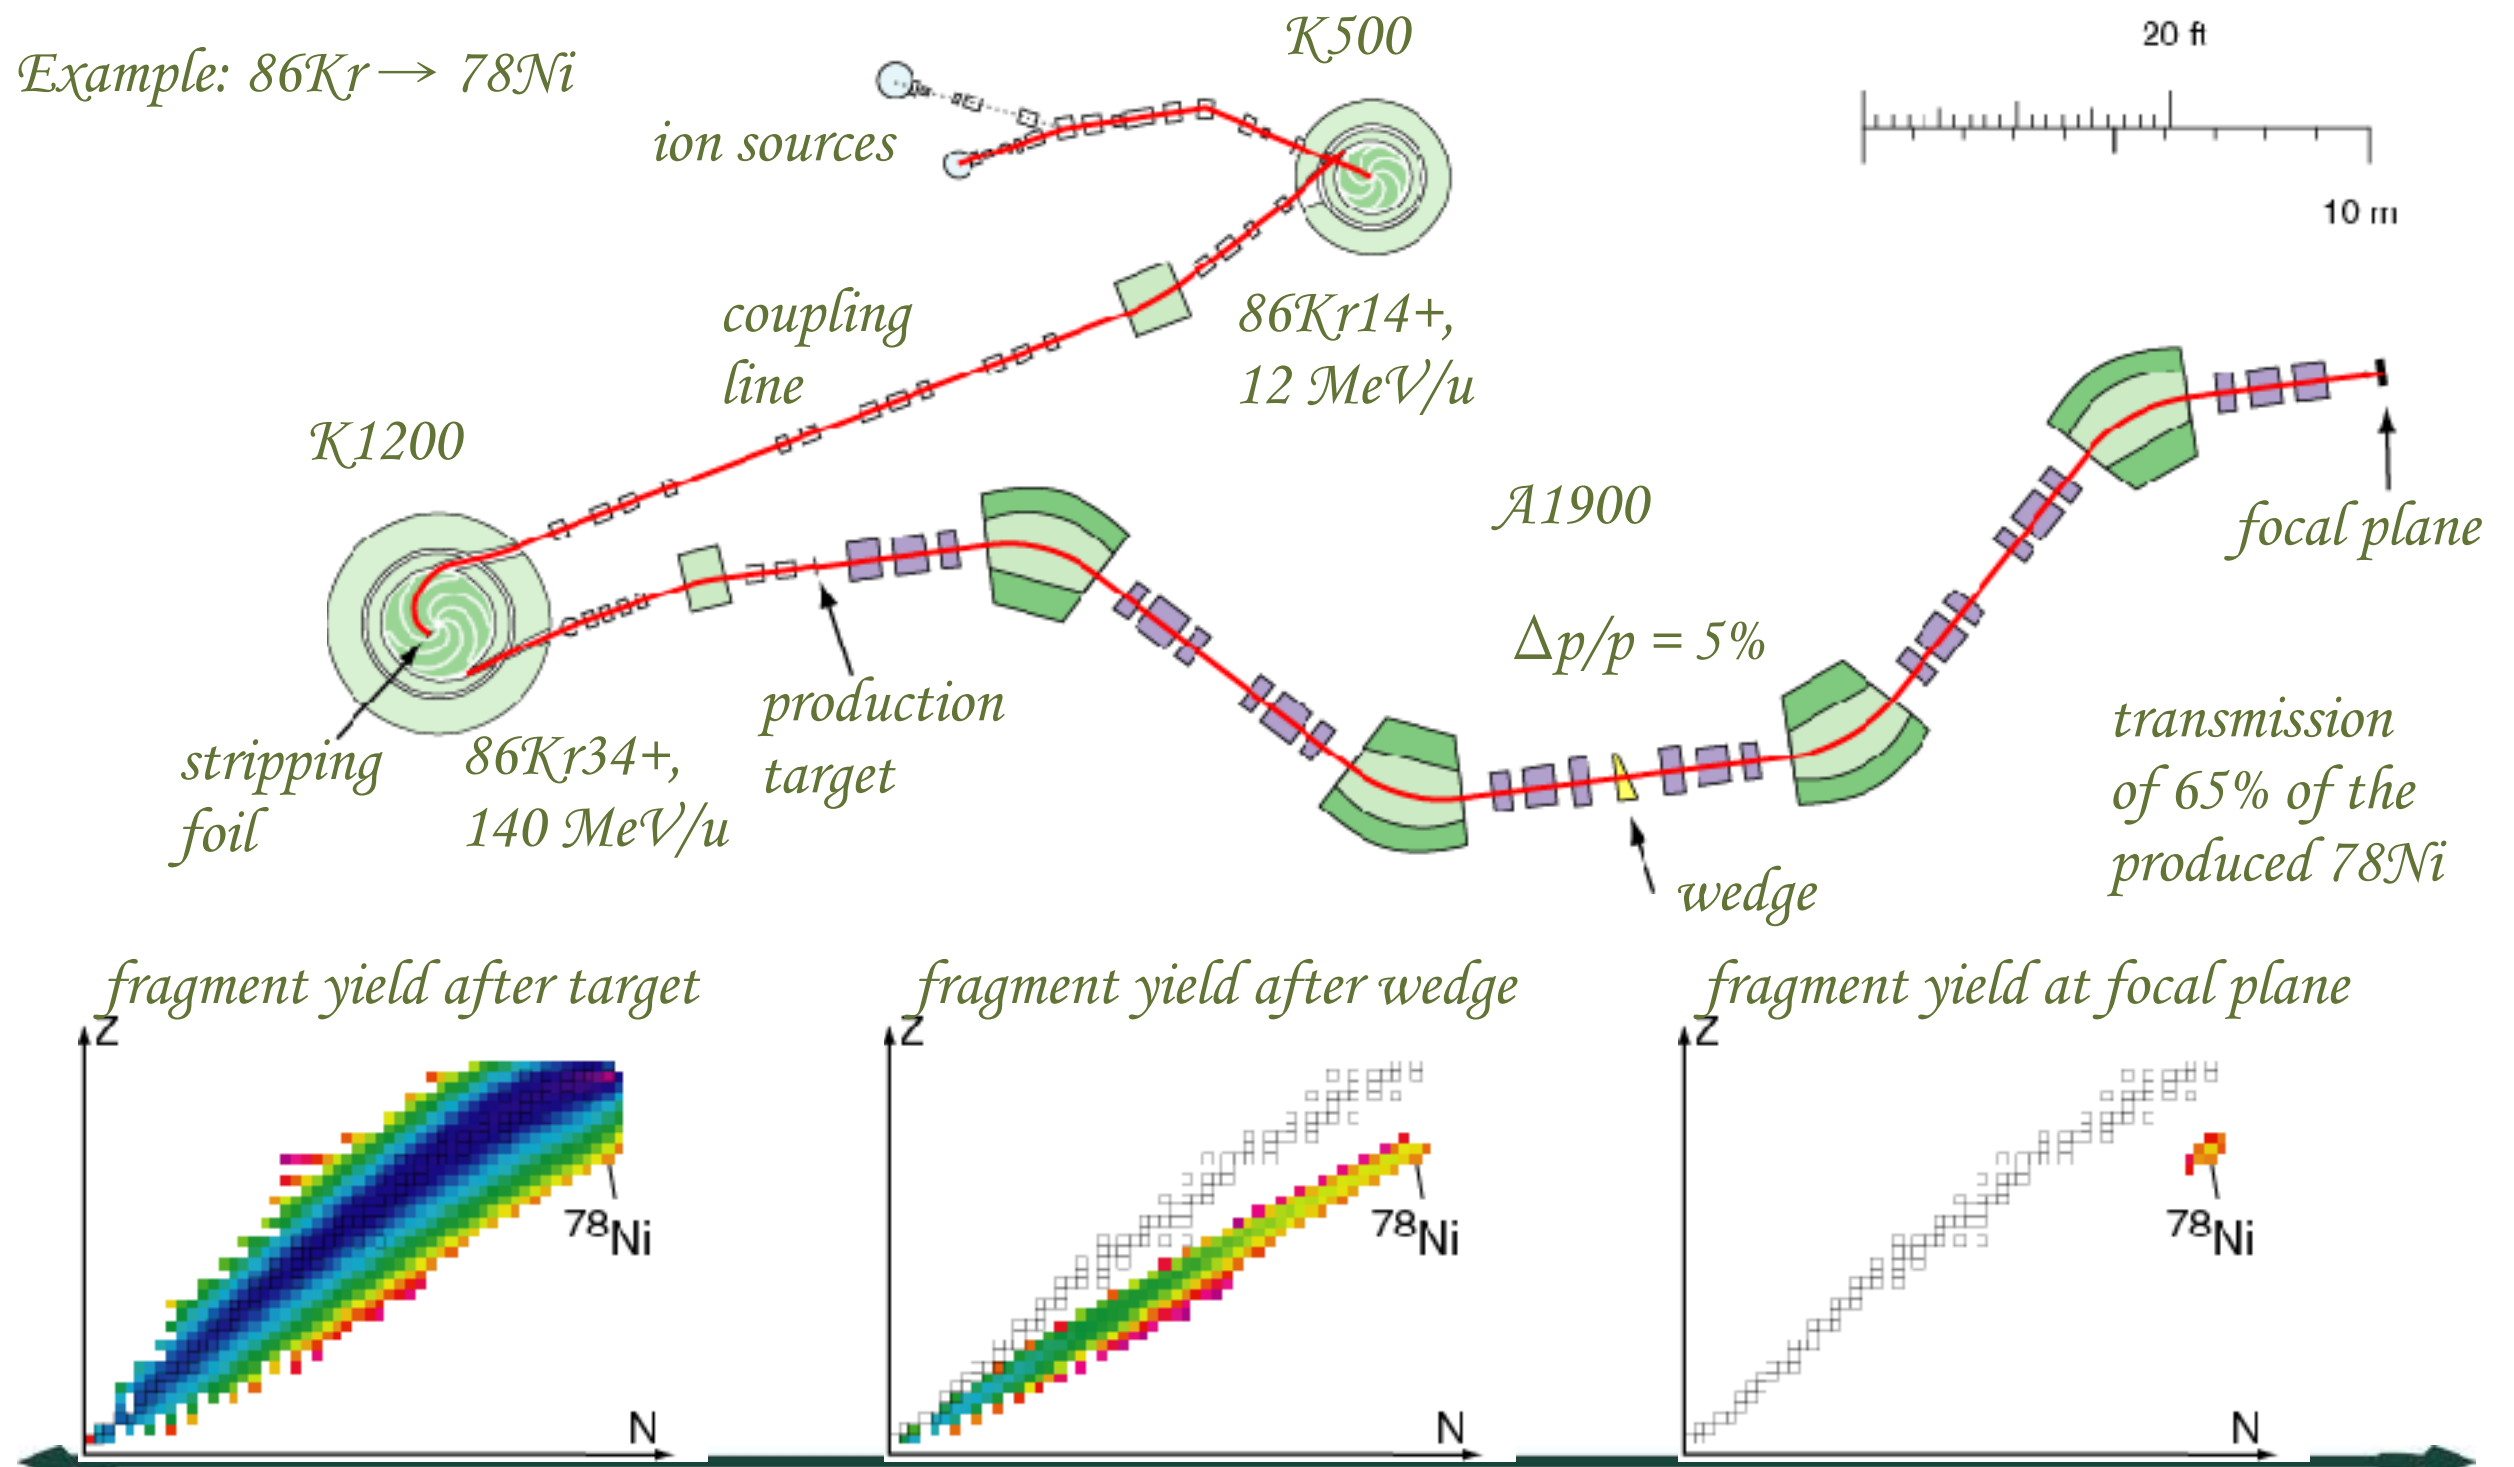 Example: 86Kr → 78Ni
K500
20 ft
ion sources
10 m
coupling
line
86Kr14+,
12 MeV/u
K1200
A1900
focal plane
Δp/p = 5%
production
target
stripping
foil
86Kr34+,
140 MeV/u
wedge
transmission
of 65% of the
produced 78Ni
fragment yield after target
Z
78Ni
N
fragment yield after wedge
Z
78Ni
N
fragment yield at focal plane
Z
78Ni
N